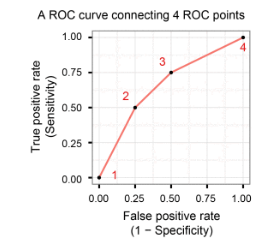 A ROC curve connecting 4 ROC points
True positive rate
(Sensitivity)
1.00
0.75
0.50
0.25
0.00
1
2
3
4
0.00 0.25 0.50 0.75 1.00
False positive rate
(1 − Specificity)